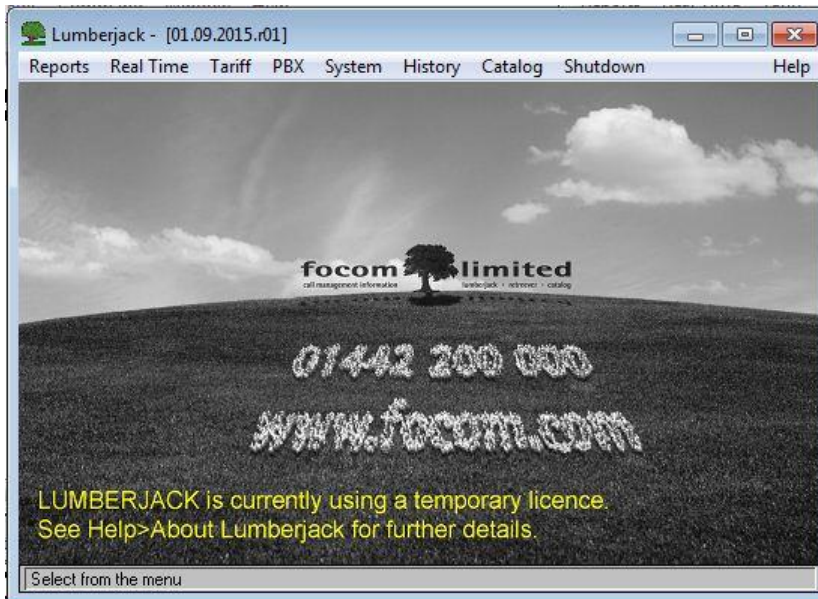 Lumberjack - [01.09.2015.r01]
Reports Real Time Tariff PBX System History Catalog Shutdown Help
focom limited
call management information lumberjack • retriever • catalog
01442 200 000
www.focom.com
LUMBERJACK is currently using a temporary licence.
See Help>About Lumberjack for further details.
Select from the menu